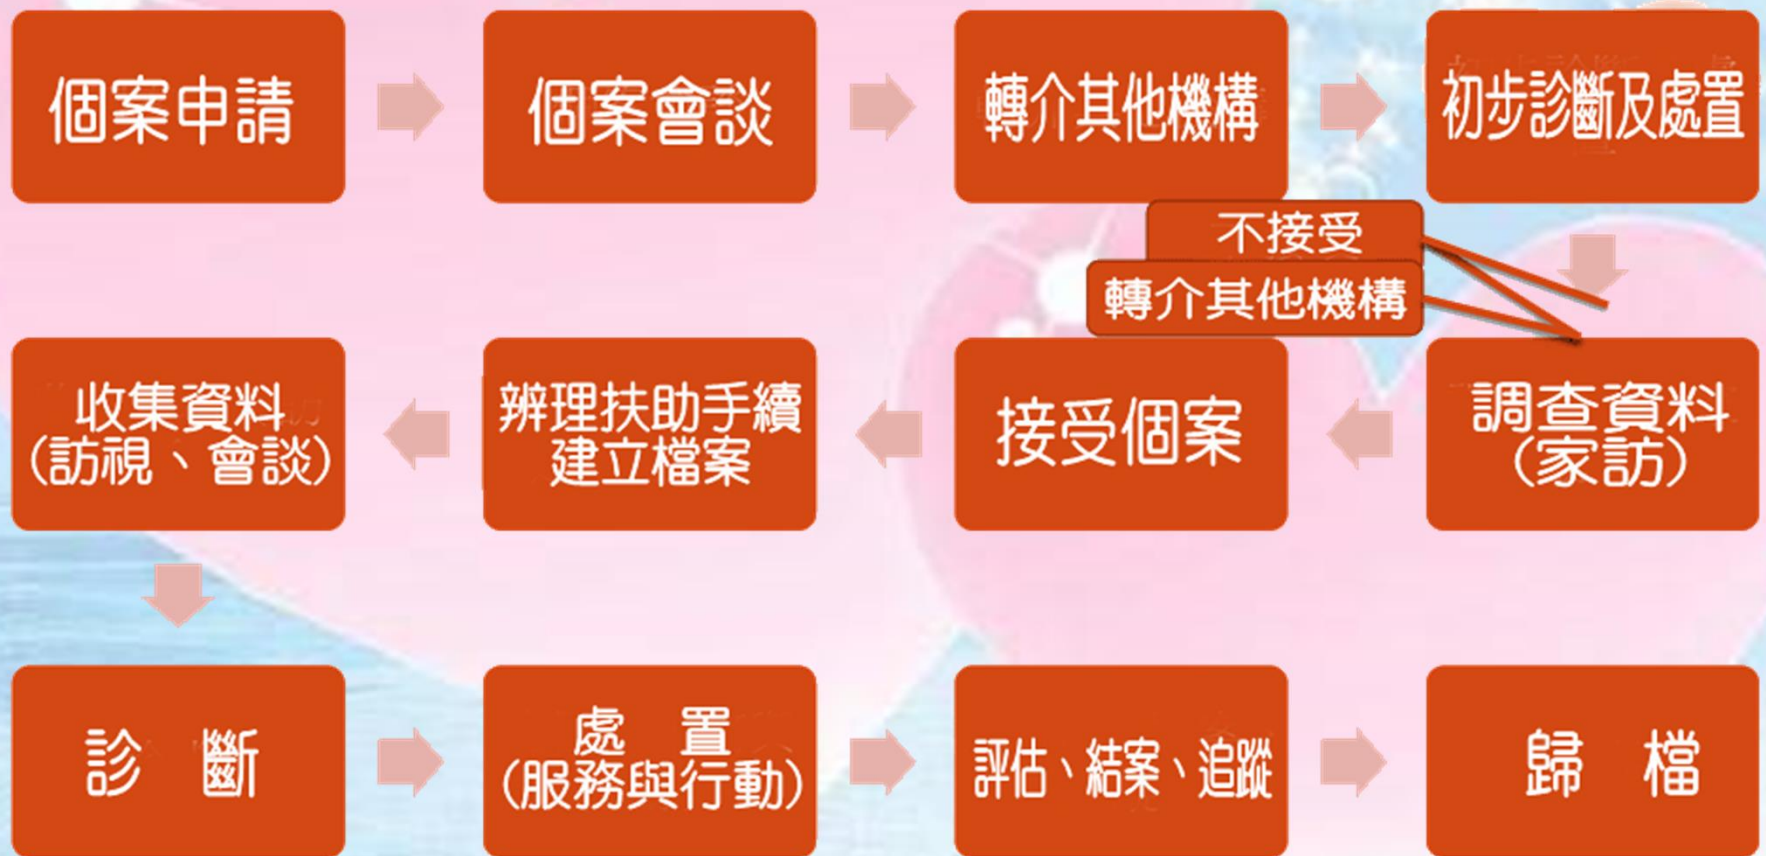 個案申請
個案會談
轉介其他機構
初步診斷及處置
不接受
轉介其他機構
調查資料
(家訪)
接受個案
辨理扶助手續
建立檔案
收集資料
(訪視、會談)
診 斷
處 置
(服務與行動)
評估、結案、追蹤
歸 檔